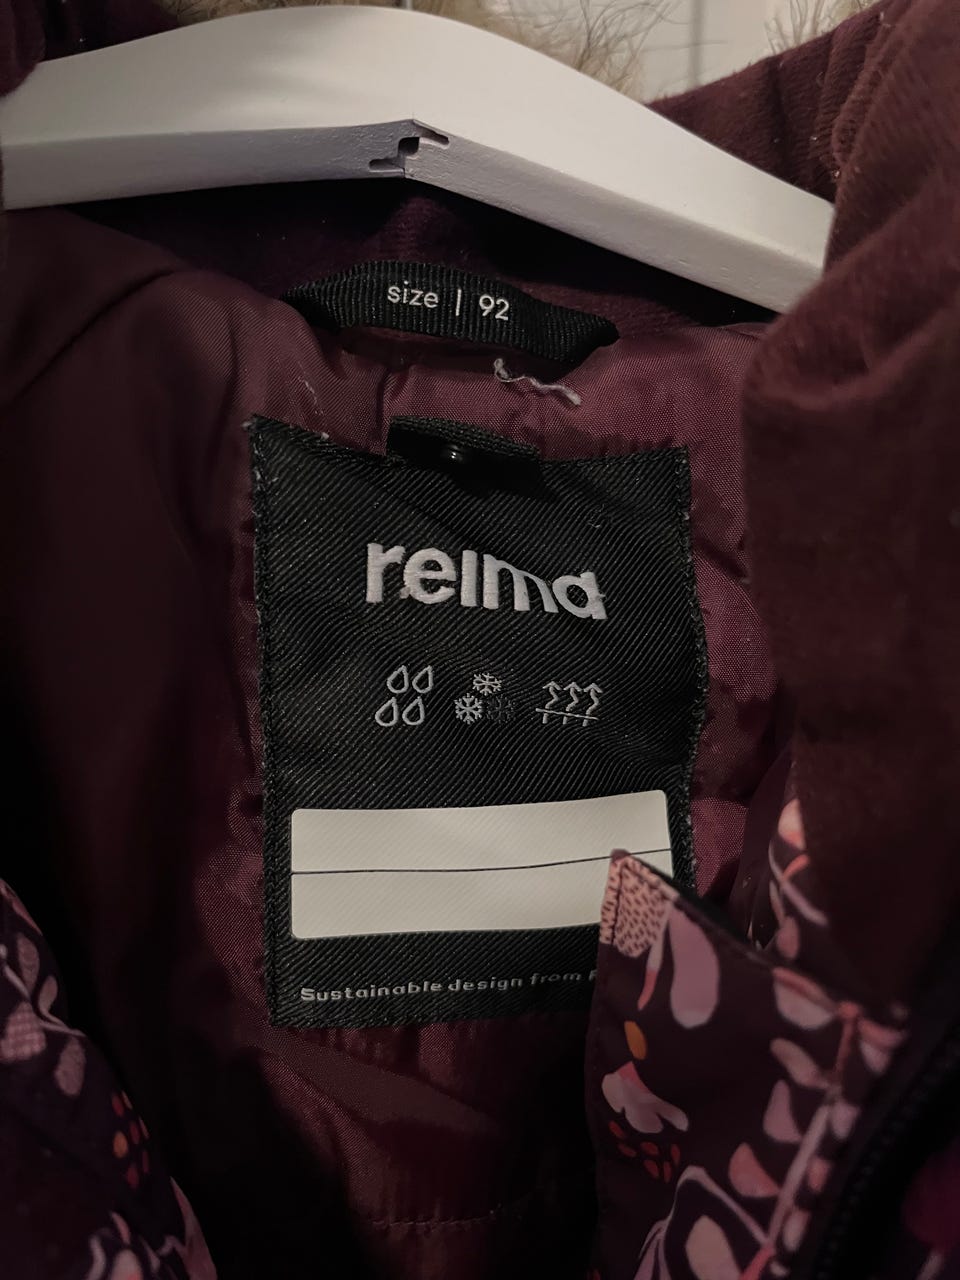 size | 92
reima
Sustainable design from